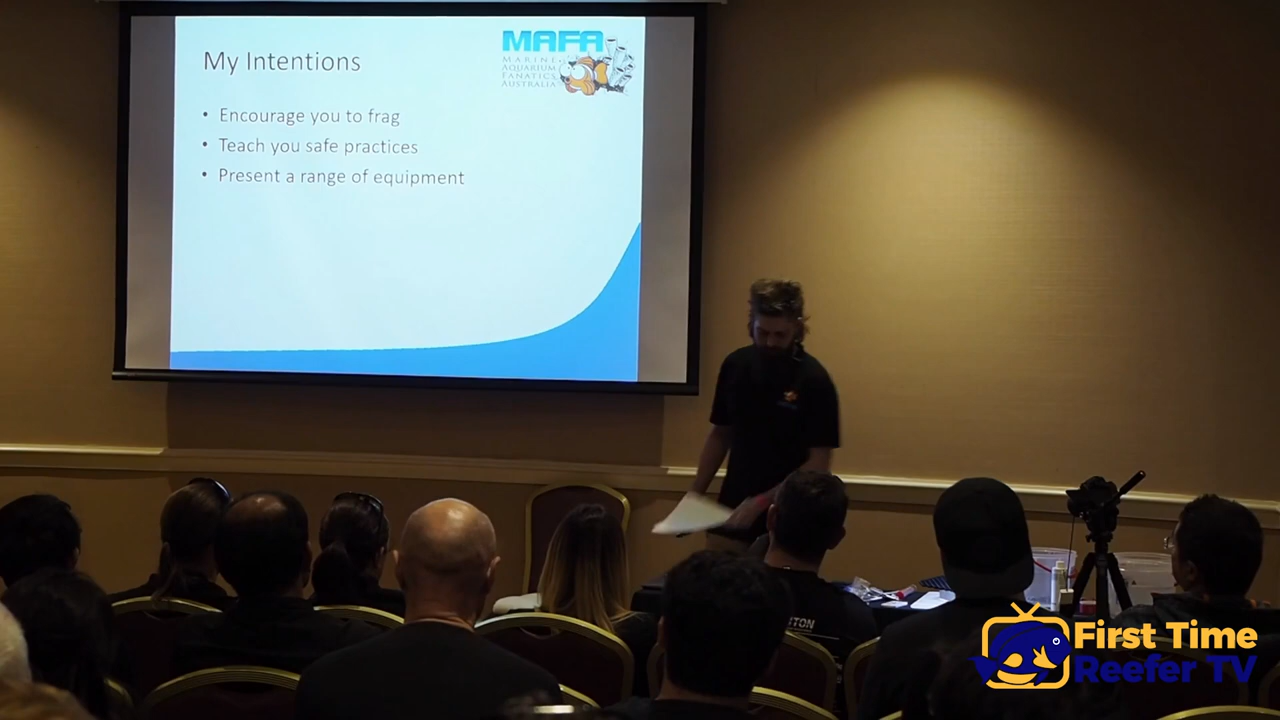 My Intentions
MAFA
MARINE
AQUARIUM
FANATICS
AUSTRALIA
• Encourage you to frag
• Teach you safe practices
• Present a range of equipment
First Time
Reefer TV